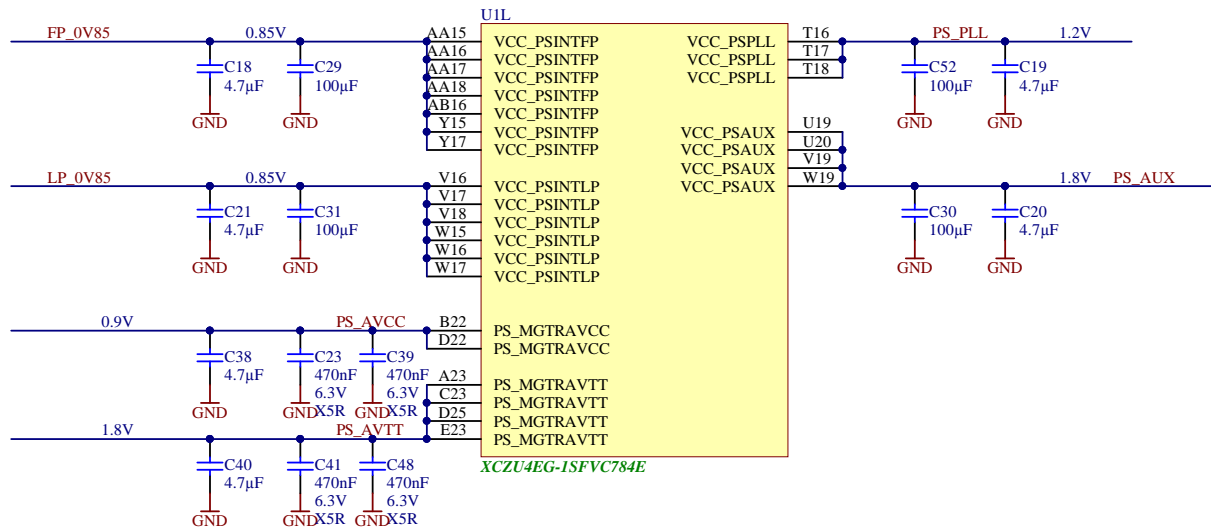 U1L
FP_0V85 0.85V AA15 VCC_PSINTFP VCC_PSPLL T16 PS_PLL 1.2V
AA16 VCC_PSINTFP VCC_PSPLL T17
C18 C29 AA17 VCC_PSINTFP VCC_PSPLL T18 C52 C19
4.7µF 100µF AA18 VCC_PSINTFP 100µF 4.7µF
AB16 VCC_PSINTFP
GND GND Y15 VCC_PSINTFP VCC_PSAUX U19 GND GND
Y17 VCC_PSINTFP VCC_PSAUX U20
VCC_PSAUX V19
LP_0V85 0.85V V16 VCC_PSINTLP VCC_PSAUX W19 1.8V PS_AUX
V17 VCC_PSINTLP
C21 C31 V18 VCC_PSINTLP C30 C20
4.7µF 100µF W15 VCC_PSINTLP 100µF 4.7µF
W16 VCC_PSINTLP
GND GND W17 VCC_PSINTLP GND GND
0.9V PS_AVCC B22 PS_MGTRAVCC
D22 PS_MGTRAVCC
C38 C23 C39
4.7µF 470nF 470nF
A23 PS_MGTRAVTT
6.3V 6.3V C23 PS_MGTRAVTT
GND GND X5R GND X5R D25 PS_MGTRAVTT
1.8V PS_AVTT E23 PS_MGTRAVTT
C40 C41 C48 XCZU4EG-1SFVC784E
4.7µF 470nF 470nF
6.3V 6.3V
GND GND X5R GND X5R